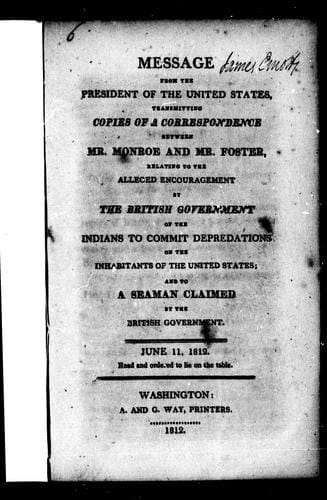 6
MESSAGE James Emott
FROM THE
PRESIDENT OF THE UNITED STATES,
TRANSMITTING
COPIES OF A CORRESPONDENCE
BETWEEN
MR. MONROE AND MR. FOSTER,
RELATING TO THE
ALLEGED ENCOURAGEMENT
BY
THE BRITISH GOVERNMENT
OF THE
INDIANS TO COMMIT DEPREDATIONS
ON THE
INHABITANTS OF THE UNITED STATES;
AND TO
A SEAMAN CLAIMED
BY THE
BRITISH GOVERNMENT.
JUNE 11, 1812.
Read and ordered to lie on the table.
WASHINGTON:
A. AND G. WAY, PRINTERS.
1812.